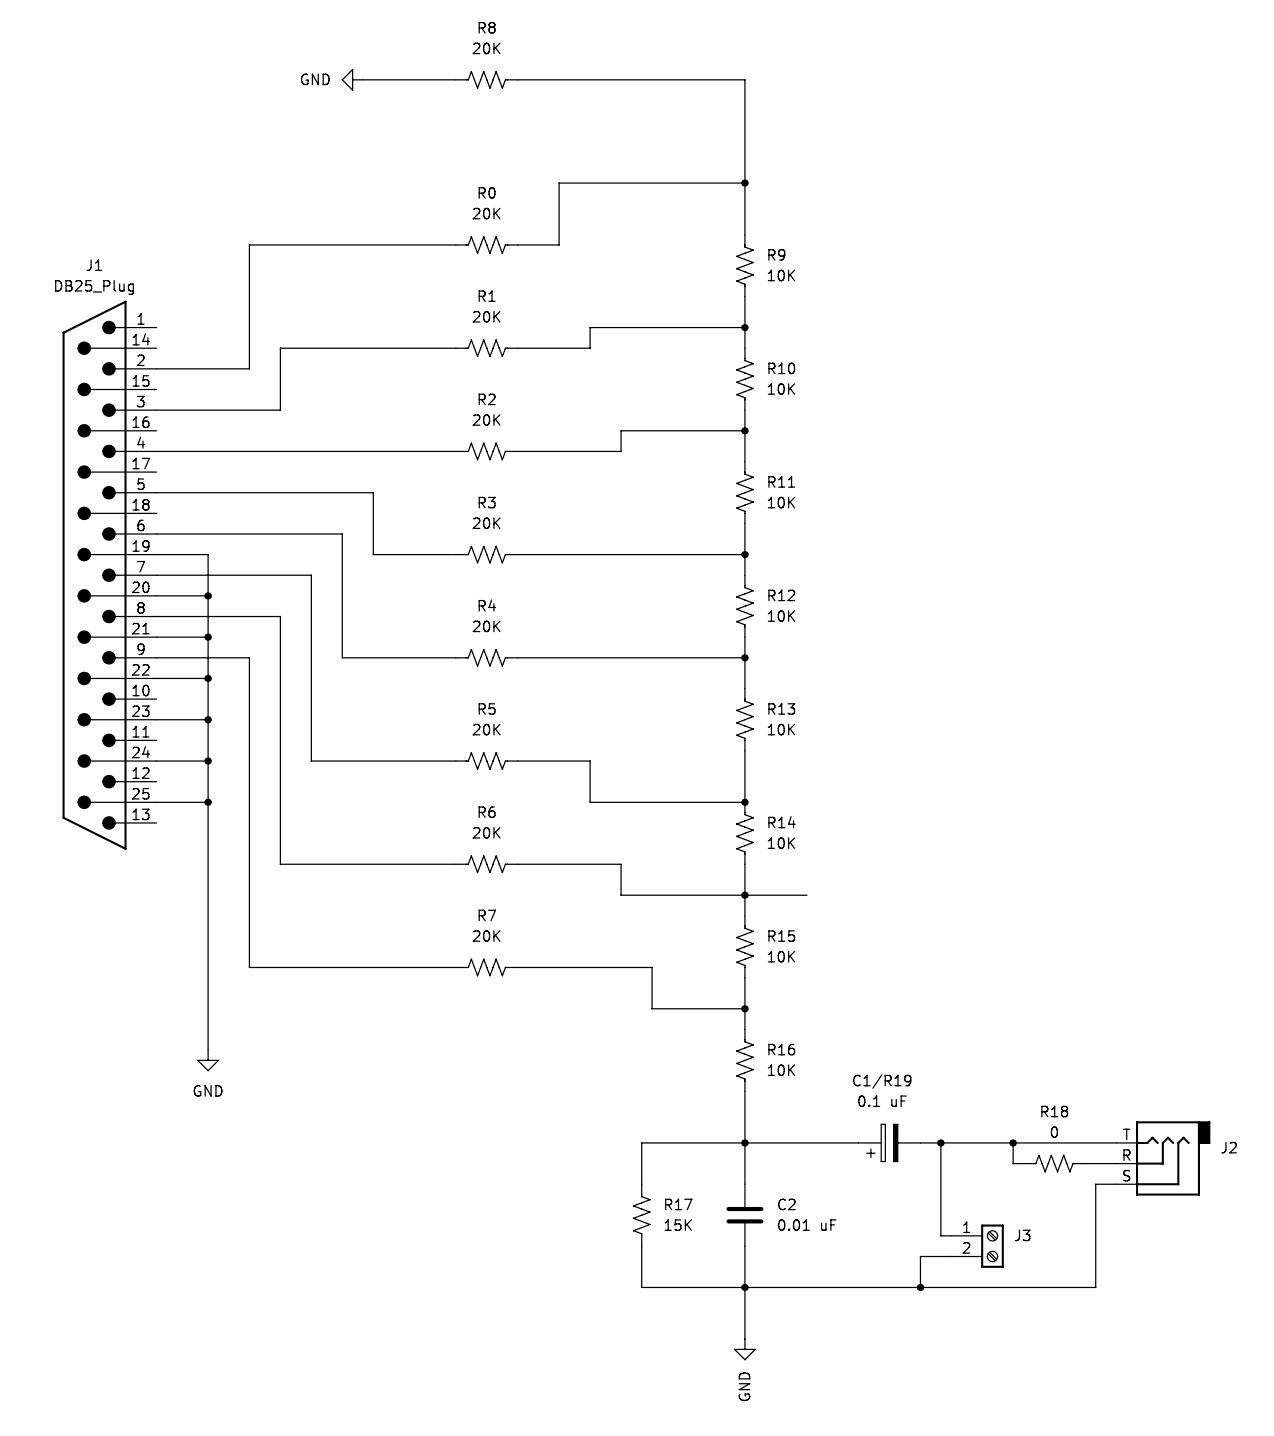 R8
20K
GND
R0
20K
R9
10K
J1
DB25_Plug
R1
20K
1
14
2
15
3
16
4
17
5
18
6
19
7
20
8
21
9
22
10
23
11
24
12
25
13
R10
10K
R2
20K
R11
10K
R3
20K
R12
10K
R4
20K
R13
10K
R5
20K
R14
10K
R6
20K
R7
20K
R15
10K
R16
10K
GND
C1/R19
0.1 uF
+
R18
0
T
R
S
J2
R17
15K
C2
0.01 uF
1
2
J3
GND